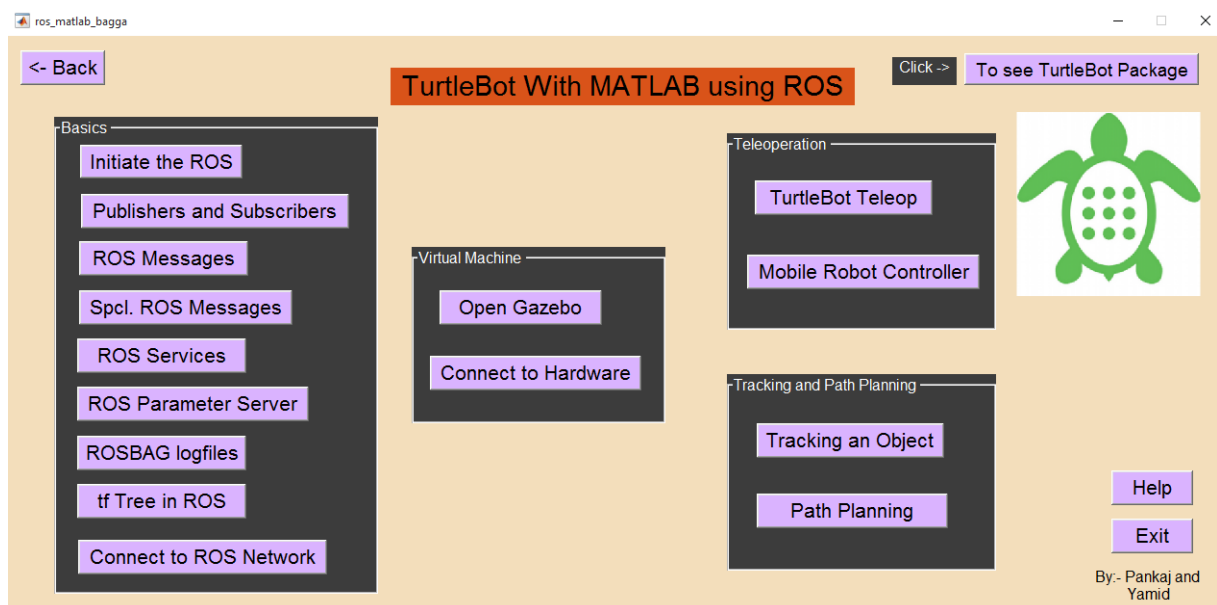 ros_matlab_bagga
<- Back
TurtleBot With MATLAB using ROS
Click ->
To see TurtleBot Package
Basics
Initiate the ROS
Publishers and Subscribers
ROS Messages
Spcl. ROS Messages
ROS Services
ROS Parameter Server
ROSBAG logfiles
tf Tree in ROS
Connect to ROS Network
Virtual Machine
Open Gazebo
Connect to Hardware
Teleoperation
TurtleBot Teleop
Mobile Robot Controller
Tracking and Path Planning
Tracking an Object
Path Planning
Help
Exit
By:- Pankaj and
Yamid